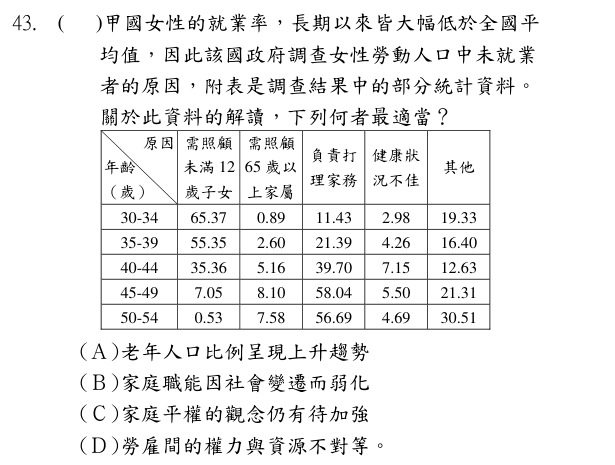 43. (　　)甲國女性的就業率，長期以來皆大幅低於全國平
均值，因此該國政府調查女性勞動人口中未就業
者的原因，附表是調查結果中的部分統計資料。
關於此資料的解讀，下列何者最適當？
原因 需照顧 需照顧 負責打 健康狀 其他
年齡 未滿 12 65 歲以 理家務 況不佳
（歲） 歲子女 上家屬
30-34 65.37 0.89 11.43 2.98 19.33
35-39 55.35 2.60 21.39 4.26 16.40
40-44 35.36 5.16 39.70 7.15 12.63
45-49 7.05 8.10 58.04 5.50 21.31
50-54 0.53 7.58 56.69 4.69 30.51
（A）老年人口比例呈現上升趨勢
（B）家庭職能因社會變遷而弱化
（C）家庭平權的觀念仍有待加強
（D）勞雇間的權力與資源不對等。